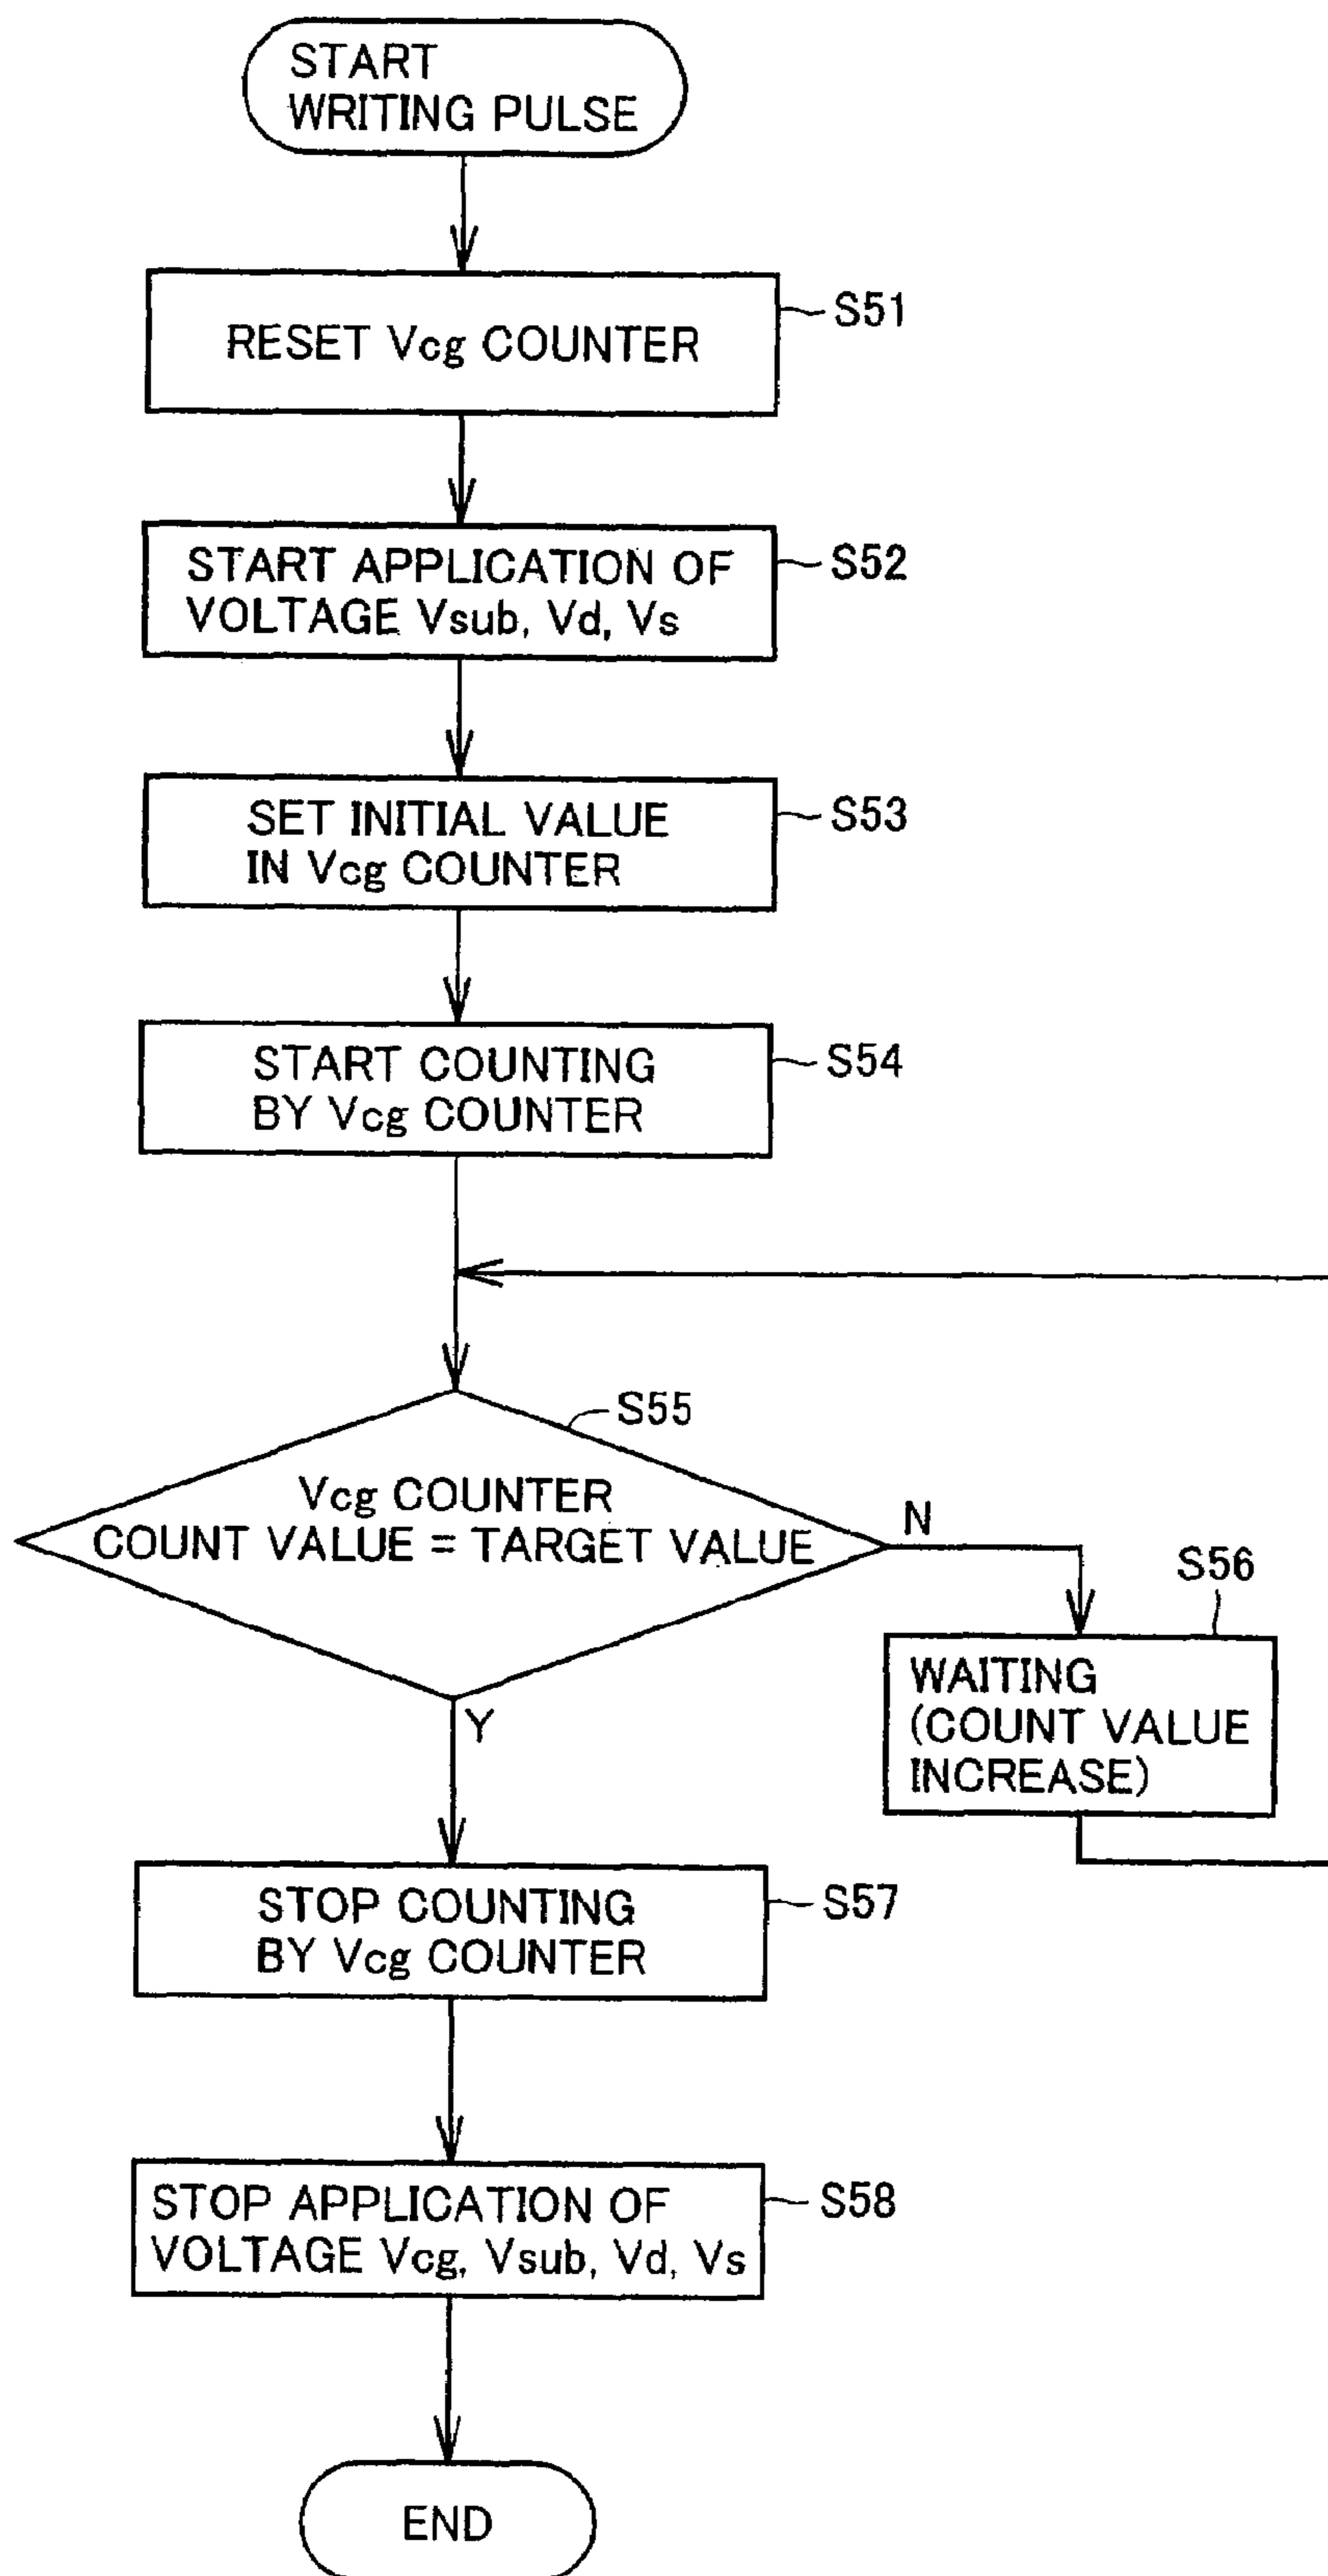 START
WRITING PULSE
RESET Vcg COUNTER
S51
START APPLICATION OF
VOLTAGE Vsub, Vd, Vs
S52
SET INITIAL VALUE
IN Vcg COUNTER
S53
START COUNTING
BY Vcg COUNTER
S54
S55
Vcg COUNTER
COUNT VALUE = TARGET VALUE
N
S56
WAITING
(COUNT VALUE
INCREASE)
Y
STOP COUNTING
BY Vcg COUNTER
S57
STOP APPLICATION OF
VOLTAGE Vcg, Vsub, Vd, Vs
S58
END